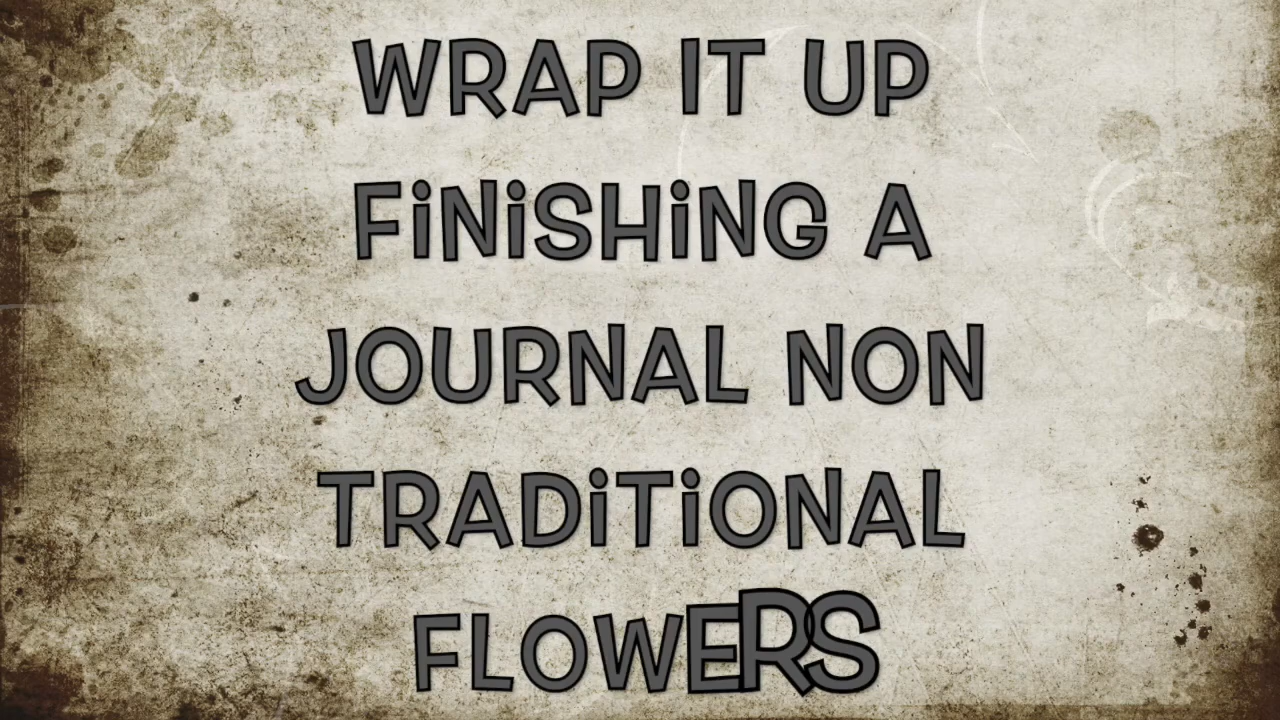 WRAP IT UP
FiNiSHiNG A
JOURNAL NON
TRADiTiONAL
FLOWERS